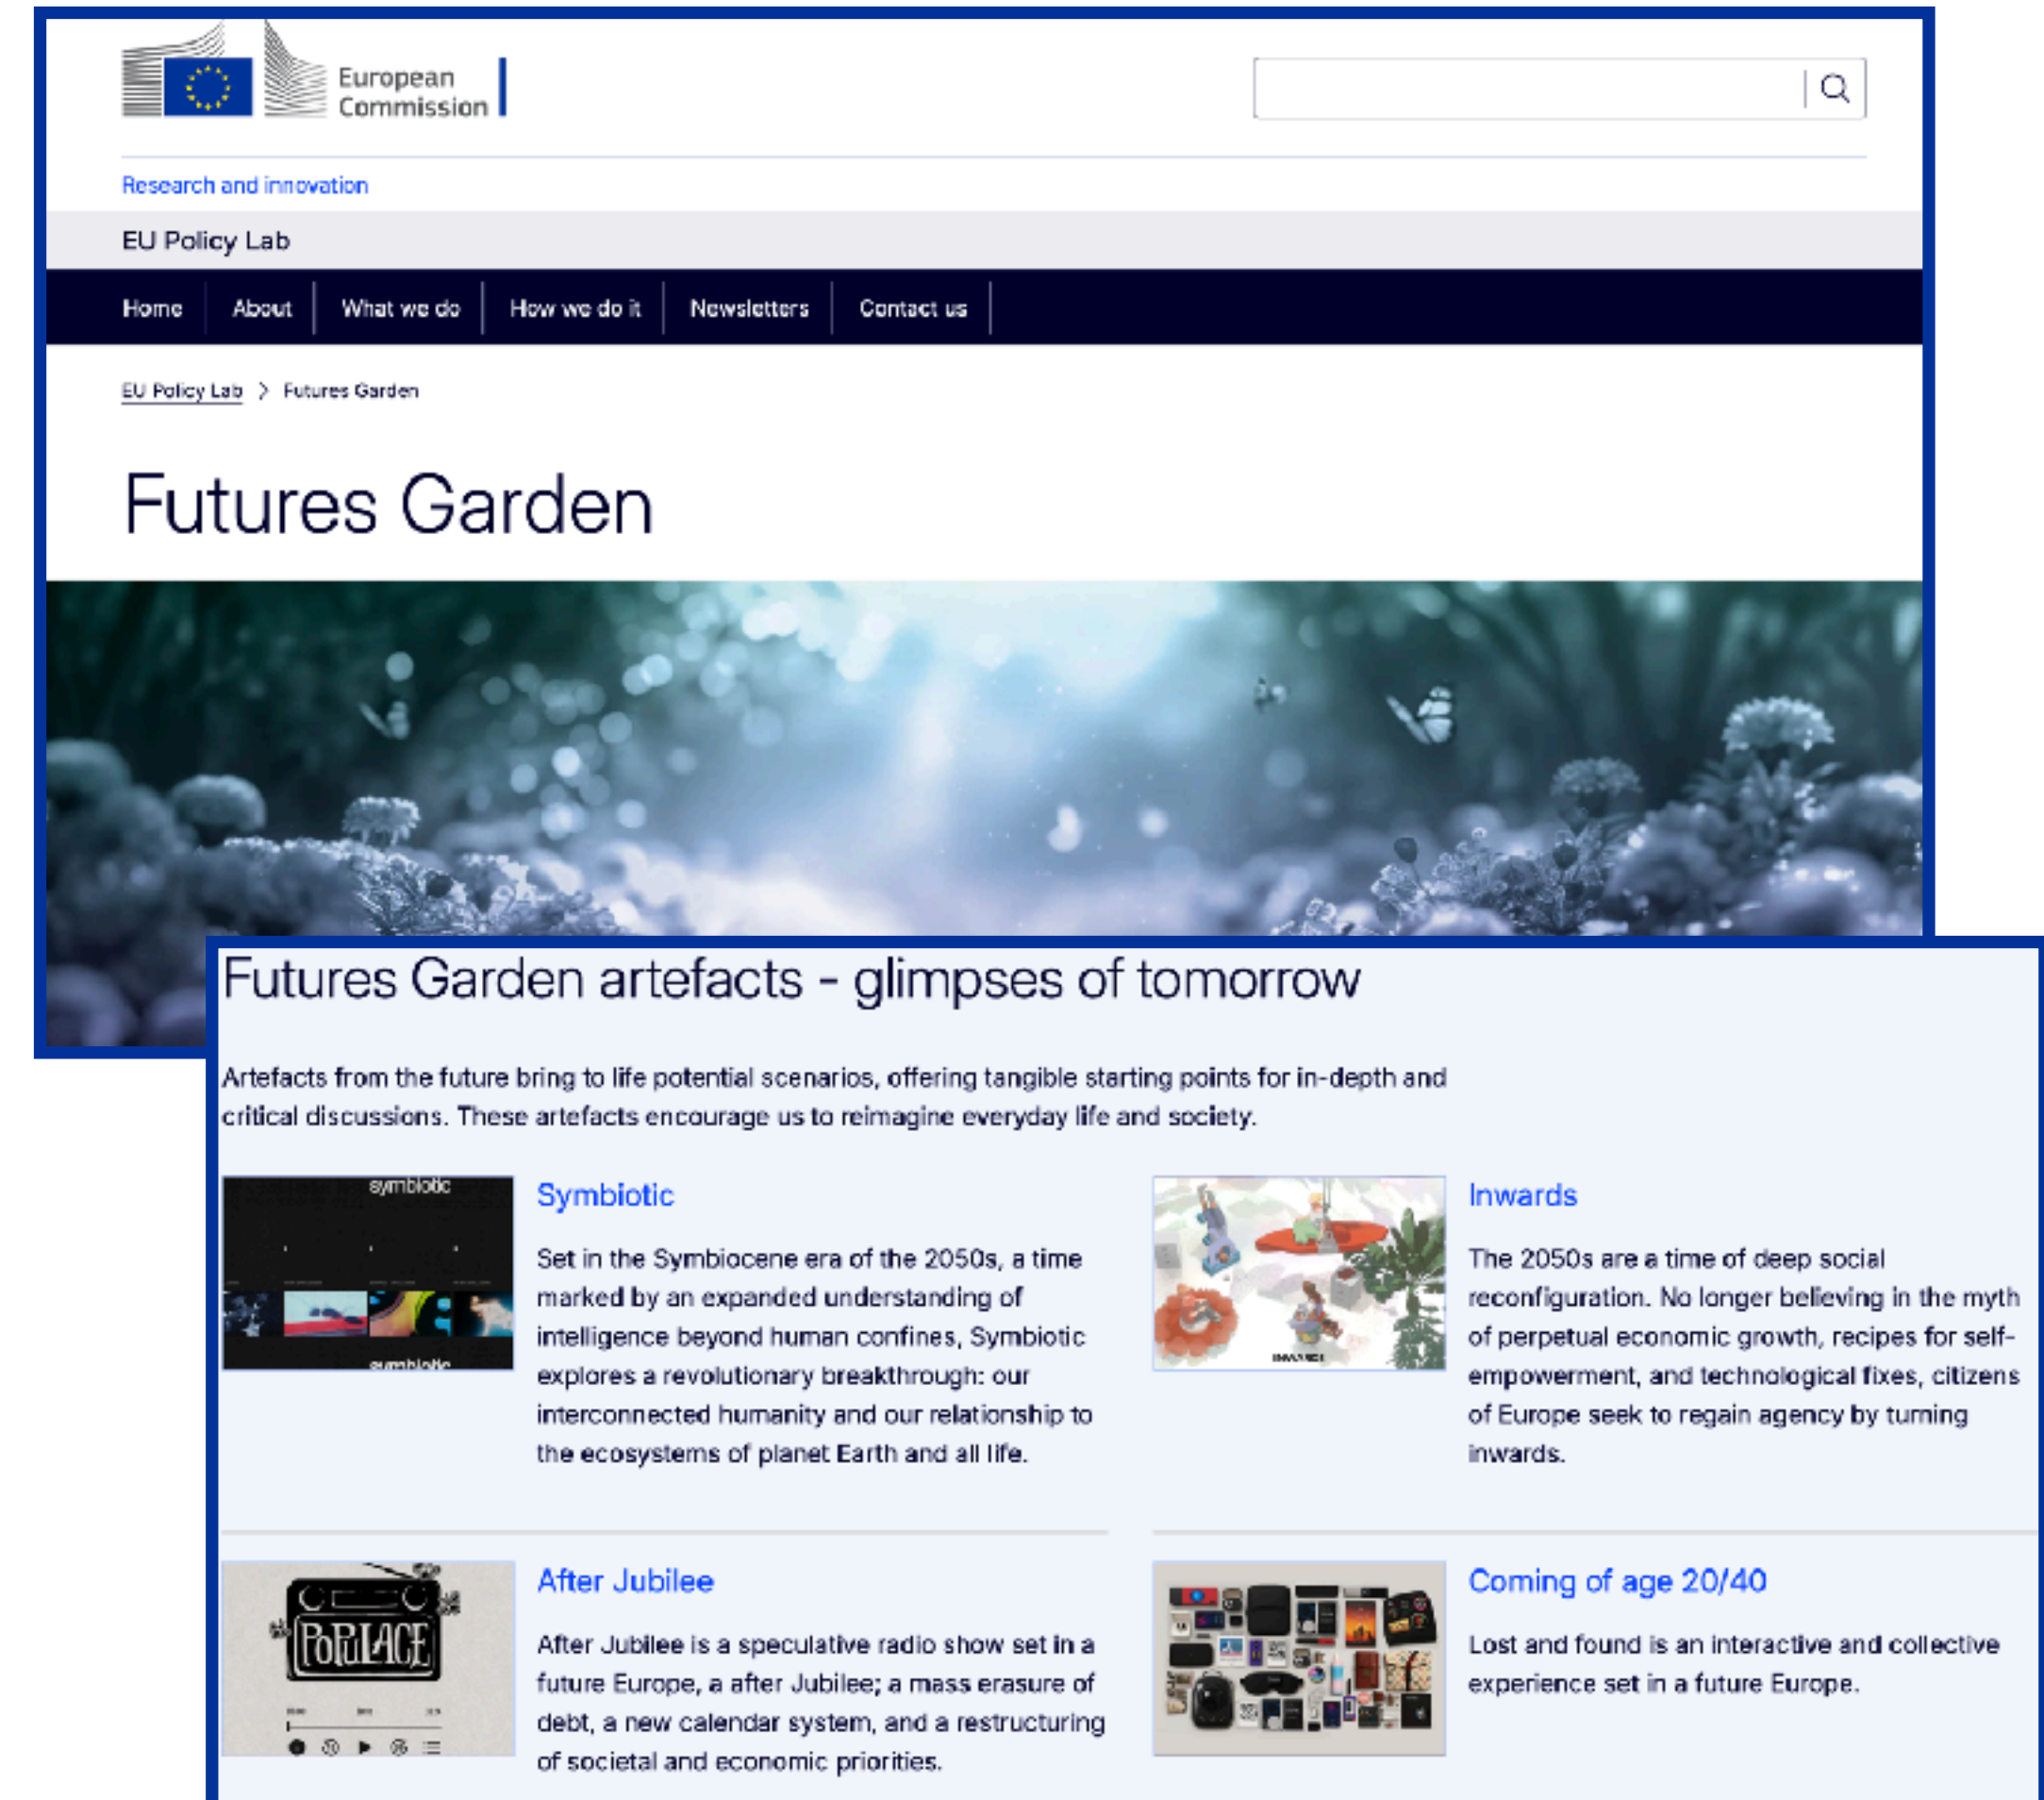 European
Commission
Research and innovation
EU Policy Lab
Home About What we do How we do it Newsletters Contact us
EU Policy Lab > Futures Garden
Futures Garden
Futures Garden artefacts - glimpses of tomorrow
Artefacts from the future bring to life potential scenarios, offering tangible starting points for in-depth and
critical discussions. These artefacts encourage us to reimagine everyday life and society.
symbiotic
symbiotic
Symbiotic
Set in the Symbiocene era of the 2050s, a time
marked by an expanded understanding of
intelligence beyond human confines, Symbiotic
explores a revolutionary breakthrough: our
interconnected humanity and our relationship to
the ecosystems of planet Earth and all life.
INWARDS
Inwards
The 2050s are a time of deep social
reconfiguration. No longer believing in the myth
of perpetual economic growth, recipes for self-
empowerment, and technological fixes, citizens
of Europe seek to regain agency by turning
inwards.
POPULACE
After Jubilee
After Jubilee is a speculative radio show set in a
future Europe, a after Jubilee; a mass erasure of
debt, a new calendar system, and a restructuring
of societal and economic priorities.
Coming of age 20/40
Lost and found is an interactive and collective
experience set in a future Europe.